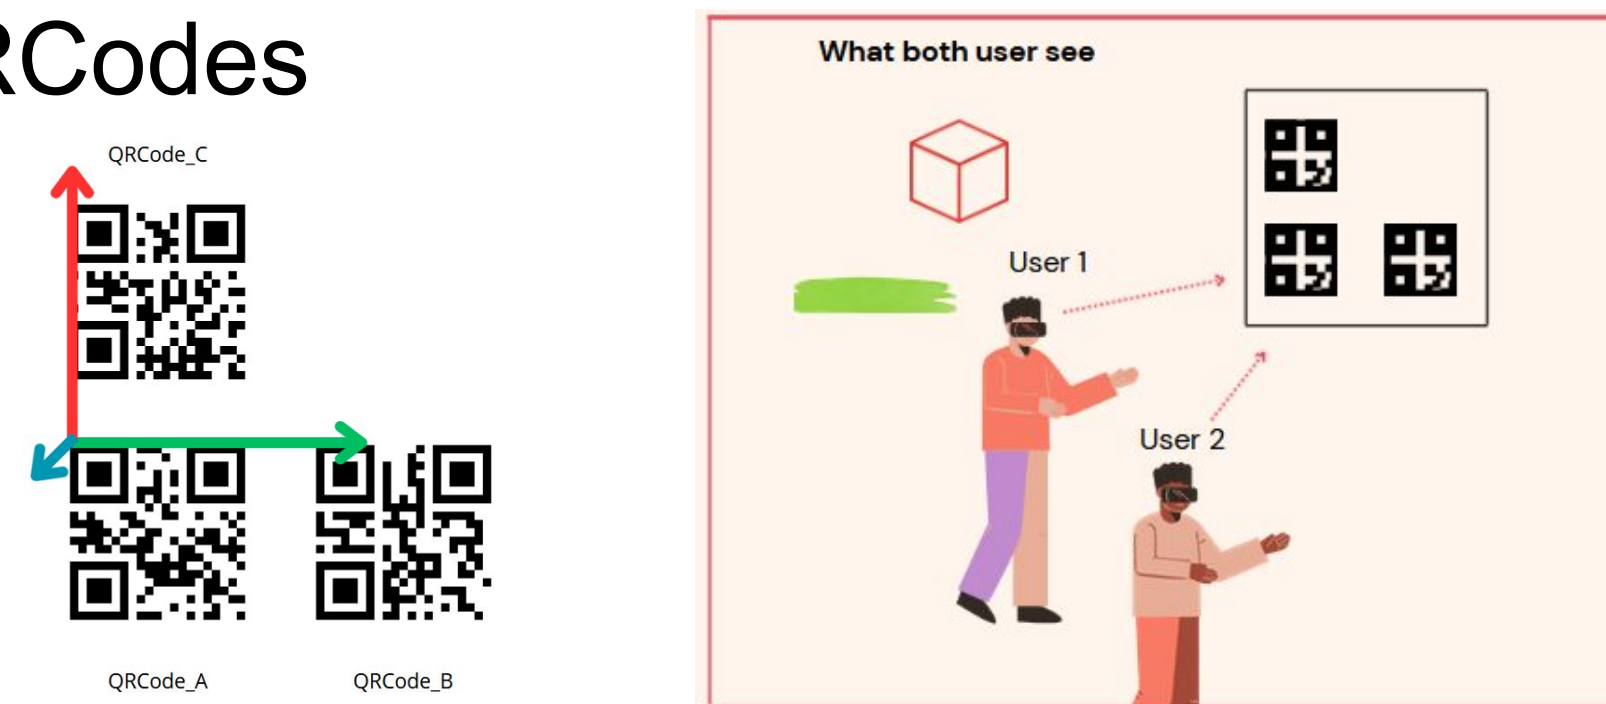 RCodes
QRCode_C
QRCode_A
QRCode_B
What both user see
User 1
User 2